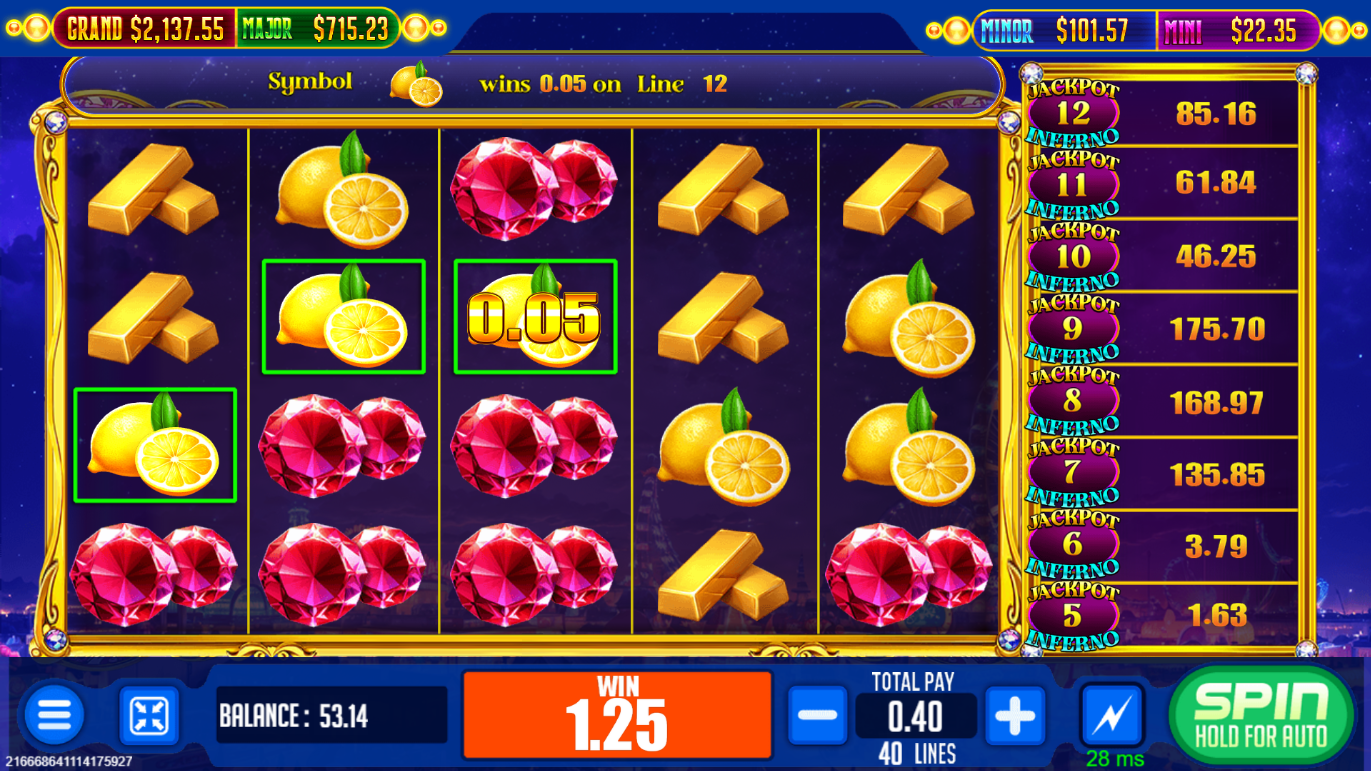 GRAND $2,137.55 MAJOR $715.23 MINOR $101.57 MINI $22.35
Symbol wins 0.05 on Line 12
0.05
JACKPOT 12 INFERNO 85.16
JACKPOT 11 INFERNO 61.84
JACKPOT 10 INFERNO 46.25
JACKPOT 9 INFERNO 175.70
JACKPOT 8 INFERNO 168.97
JACKPOT 7 INFERNO 135.85
JACKPOT 6 INFERNO 3.79
JACKPOT 5 INFERNO 1.63
BALANCE: 53.14
WIN
1.25
TOTAL PAY
0.40
40 LINES
28 ms
SPIN
HOLD FOR AUTO
216668641114175927